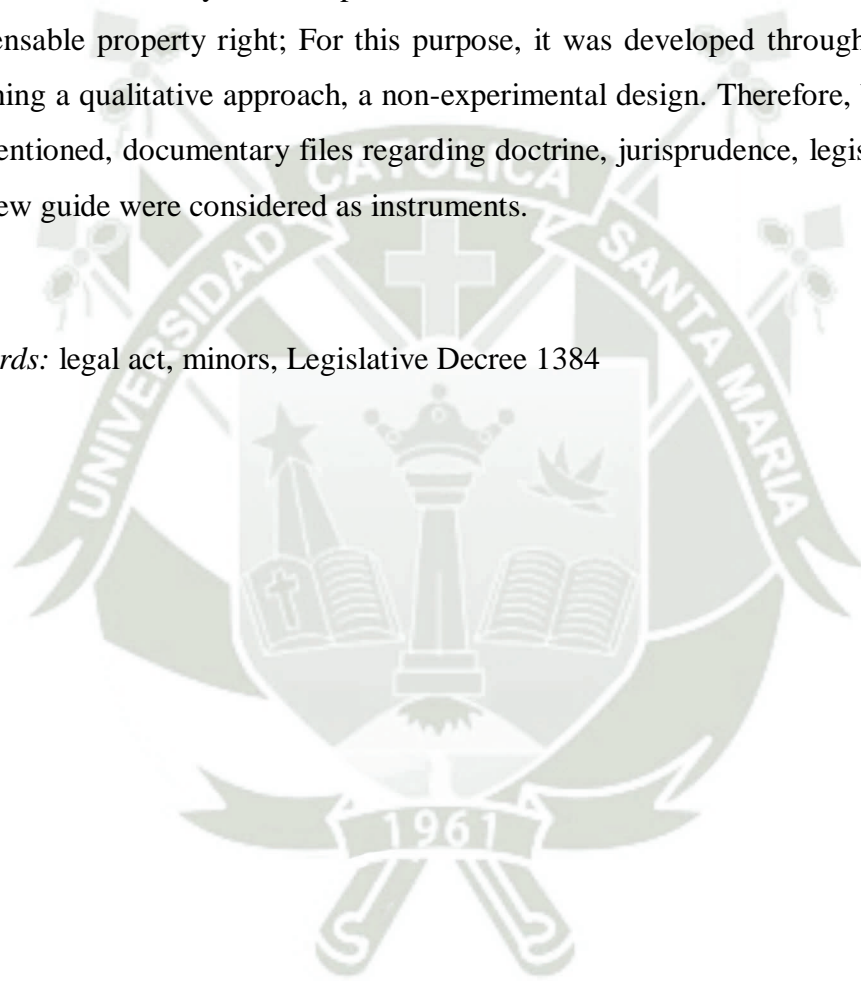 ensable property right; For this purpose, it was developed through
ing a qualitative approach, a non-experimental design. Therefore,
entioned, documentary files regarding doctrine, jurisprudence, legis
ew guide were considered as instruments.
rds: legal act, minors, Legislative Decree 1384
UNIVERSIDAD CATOLICA SANTA MARIA
1961